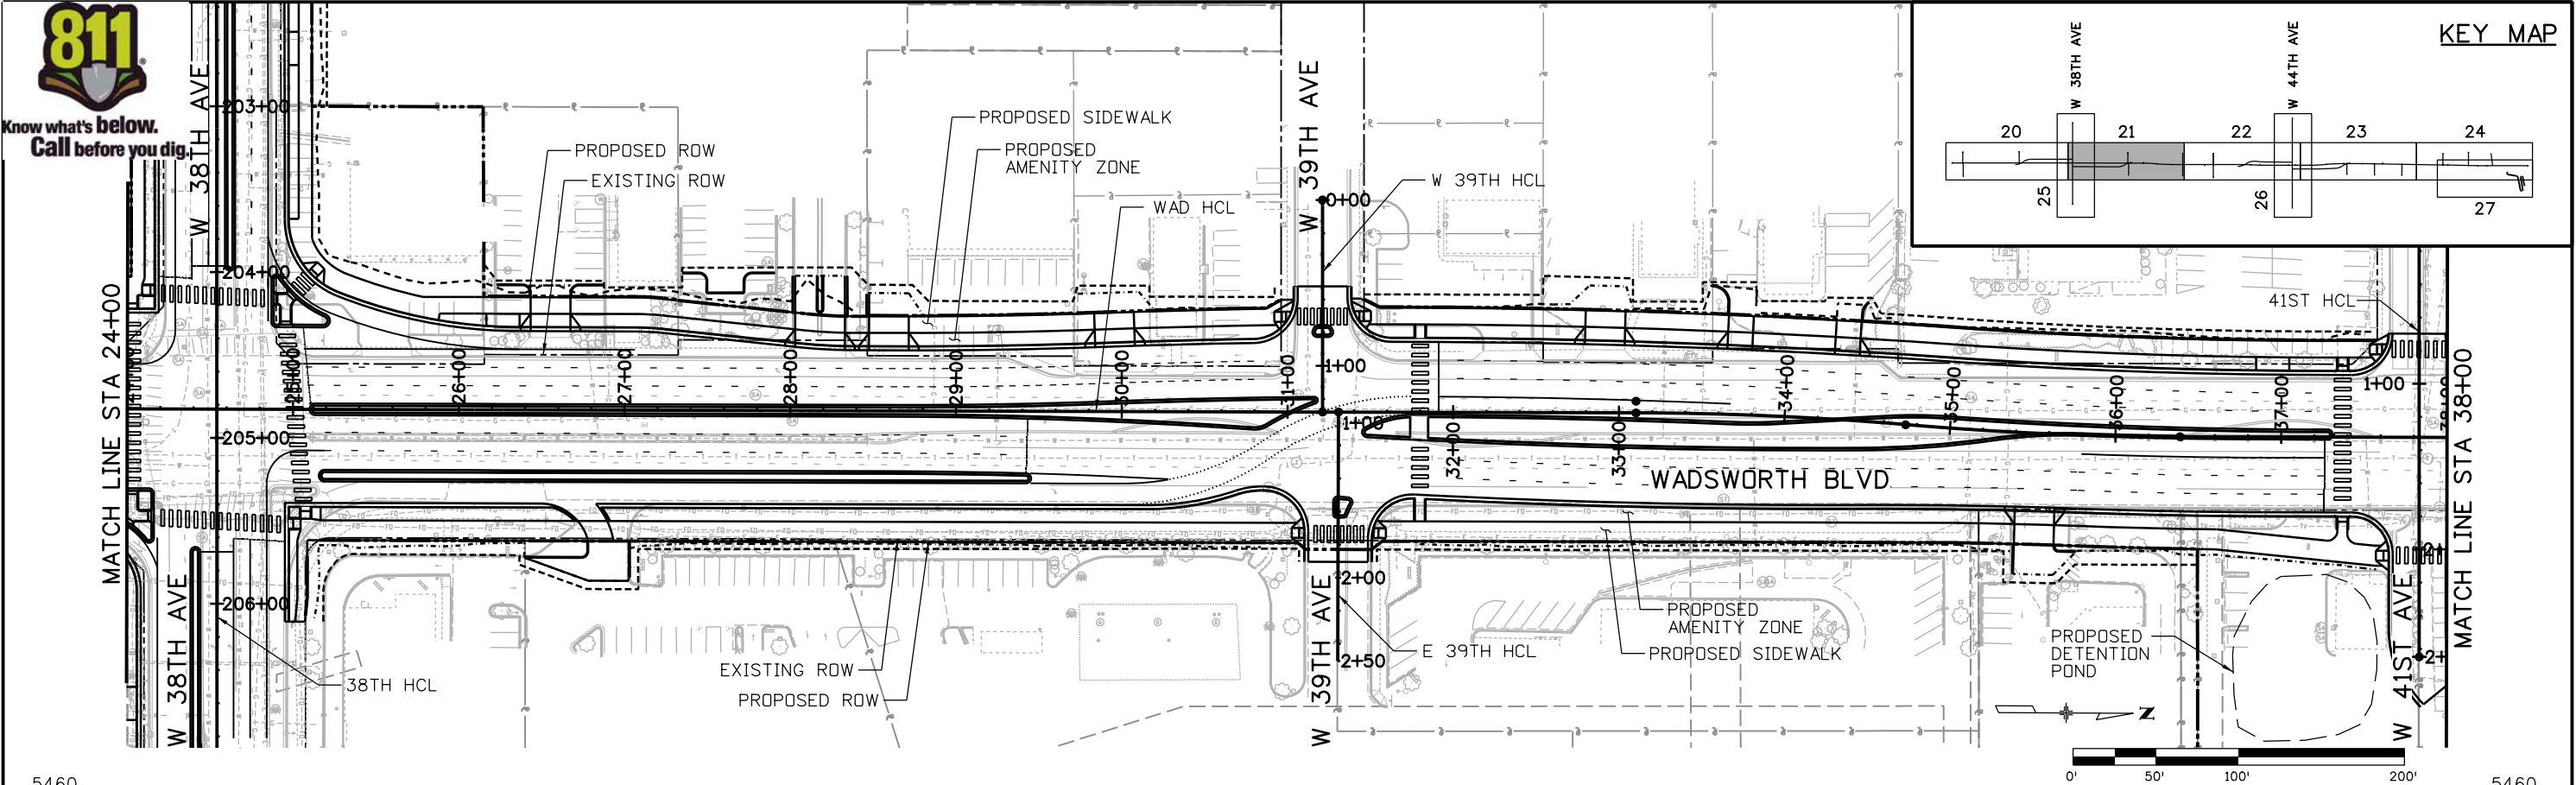 811
Know what's below.
Call before you dig.
W 38TH AVE
203+00
204+00
205+00
206+00
MATCH LINE STA 24+00
W 38TH AVE
38TH HCL
PROPOSED ROW
EXISTING ROW
PROPOSED SIDEWALK
PROPOSED
AMENITY ZONE
WAD HCL
W 39TH AVE
0+00
W 39TH HCL
1+00
25+00
26+00
27+00
28+00
29+00
30+00
31+00
1+00
32+00
33+00
34+00
35+00
36+00
37+00
38+00
WADSWORTH BLVD
41ST HCL
1+00
MATCH LINE STA 38+00
EXISTING ROW
PROPOSED ROW
2+00
2+50
W 39TH AVE
E 39TH HCL
PROPOSED
AMENITY ZONE
PROPOSED SIDEWALK
PROPOSED
DETENTION
POND
W 41ST AVE
N
0'
50'
100'
200'
KEY MAP
W 38TH AVE
W 44TH AVE
20
21
22
23
24
25
26
27
5460
5460